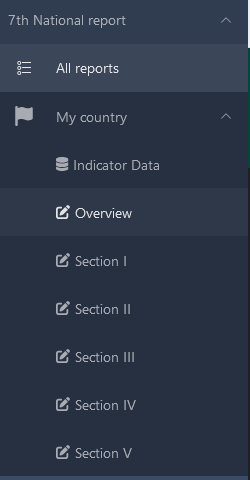 7th National report
All reports
My country
Indicator Data
Overview
Section I
Section II
Section III
Section IV
Section V